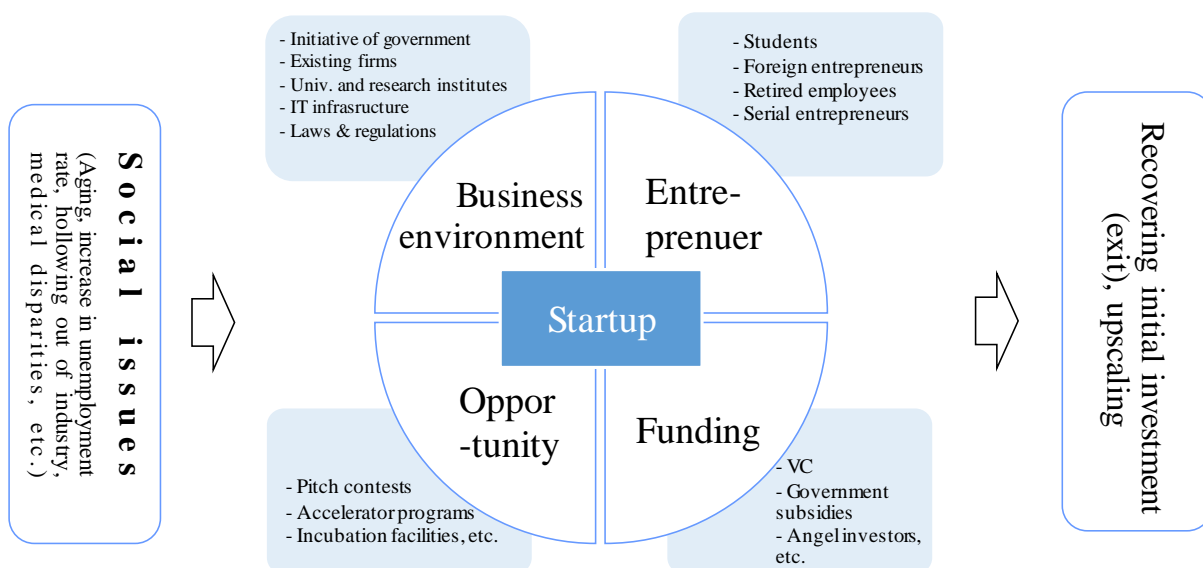 Social issues
(Aging, increase in unemployment
rate, hollowing out of industry,
medical disparities, etc.)
- Initiative of government
- Existing firms
- Univ. and research institutes
- IT infrasructure
- Laws & regulations
- Students
- Foreign entrepreneurs
- Retired employees
- Serial entrepreneurs
Business
environment
Entre-
prenuer
Startup
Oppor
-tunity
Funding
- Pitch contests
- Accelerator programs
- Incubation facilities, etc.
- VC
- Government
subsidies
- Angel investors,
etc.
Recovering initial investment
(exit), upscaling